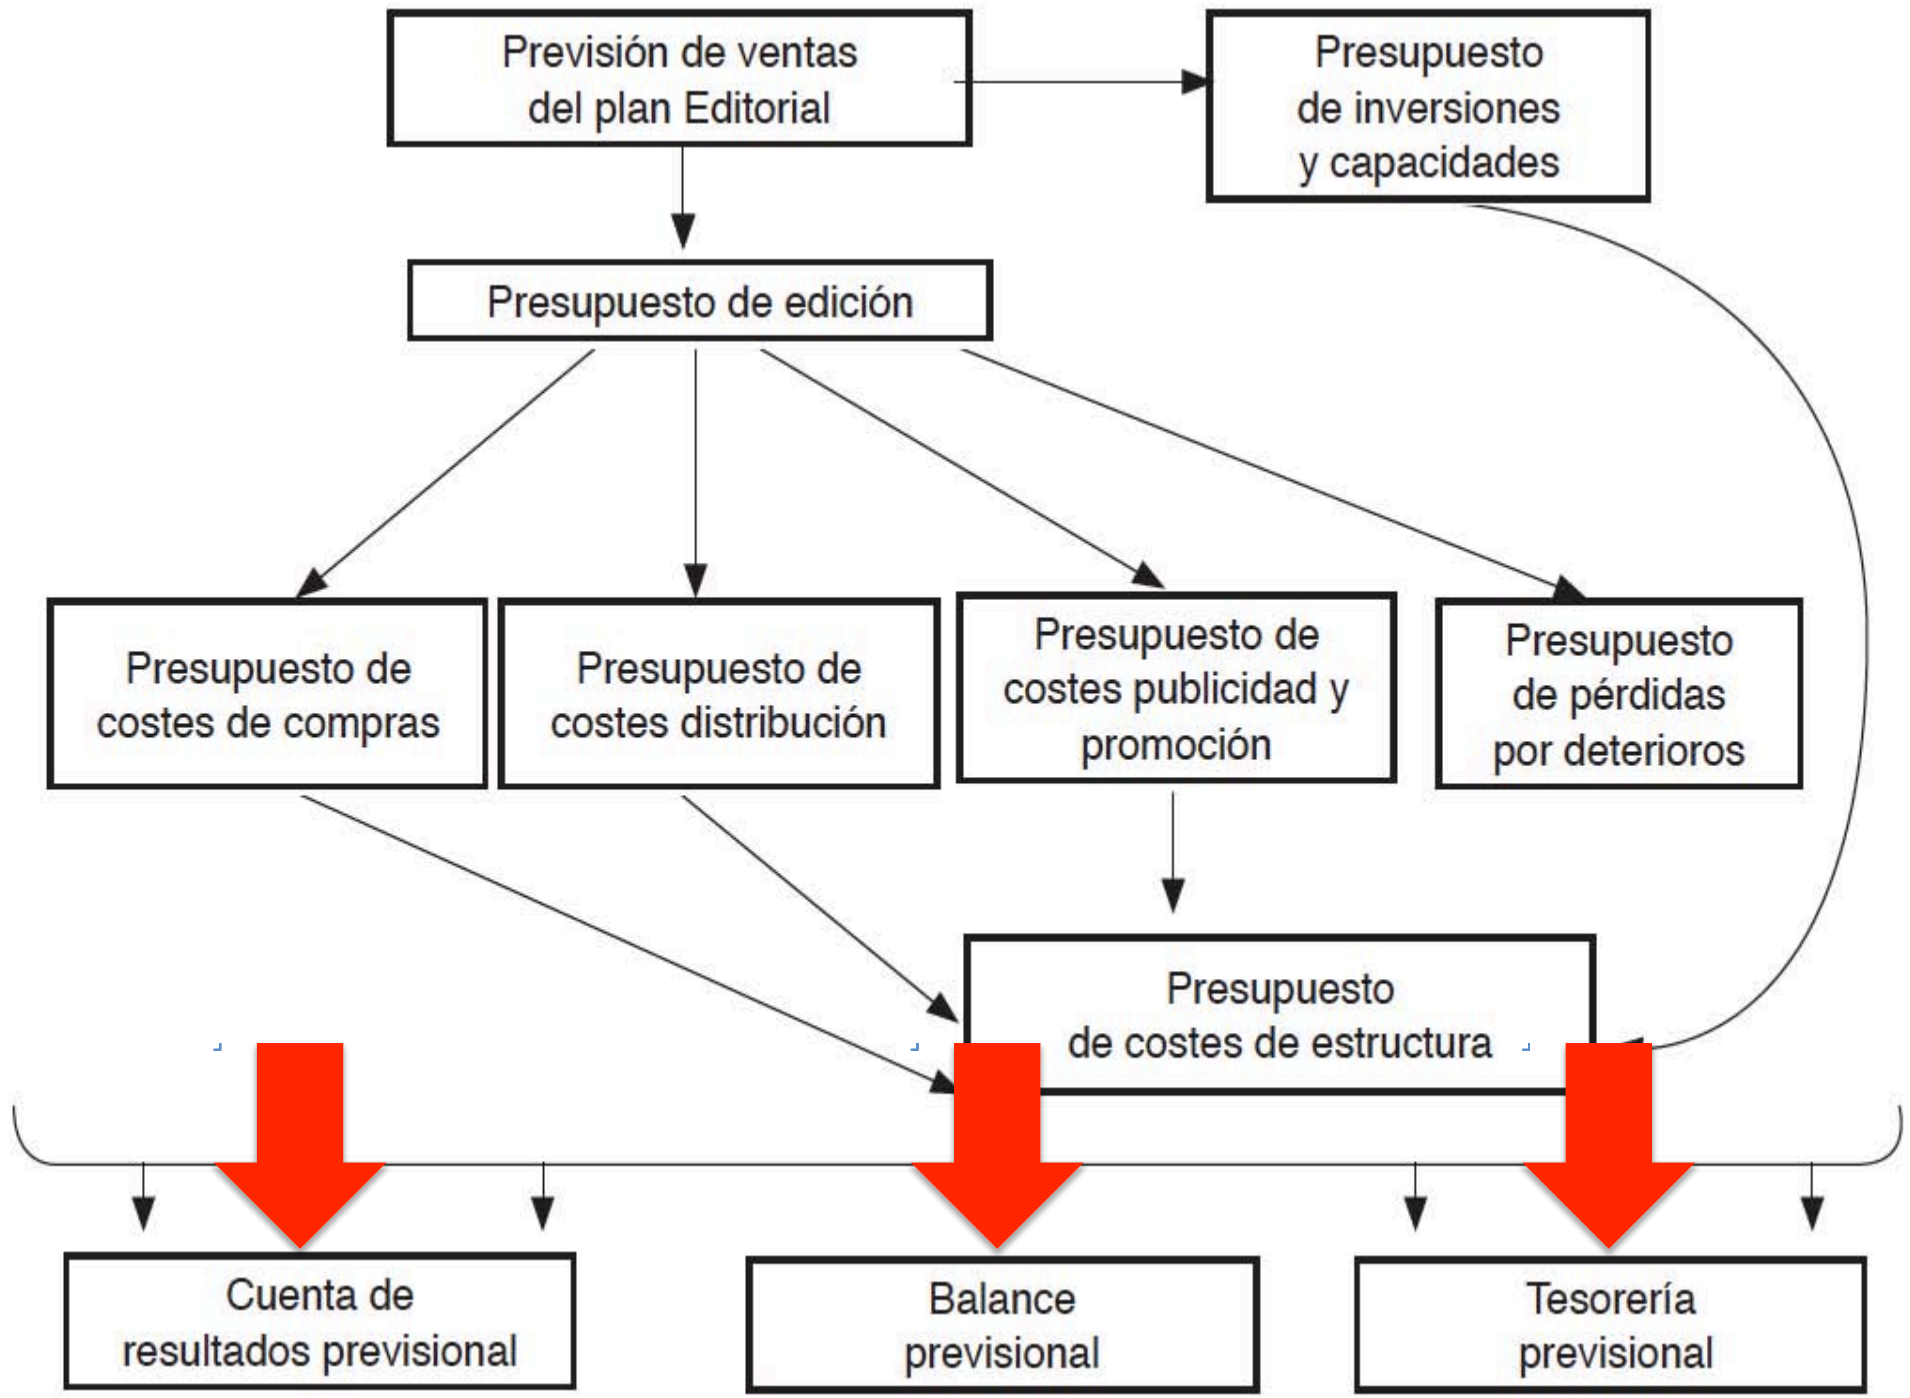 Previsión de ventas
del plan Editorial
Presupuesto
de inversiones
y capacidades
Presupuesto de edición
Presupuesto de
costes de compras
Presupuesto de
costes distribución
Presupuesto de
costes publicidad y
promoción
Presupuesto
de pérdidas
por deterioros
Presupuesto
de costes de estructura
Cuenta de
resultados previsional
Balance
previsional
Tesorería
previsional